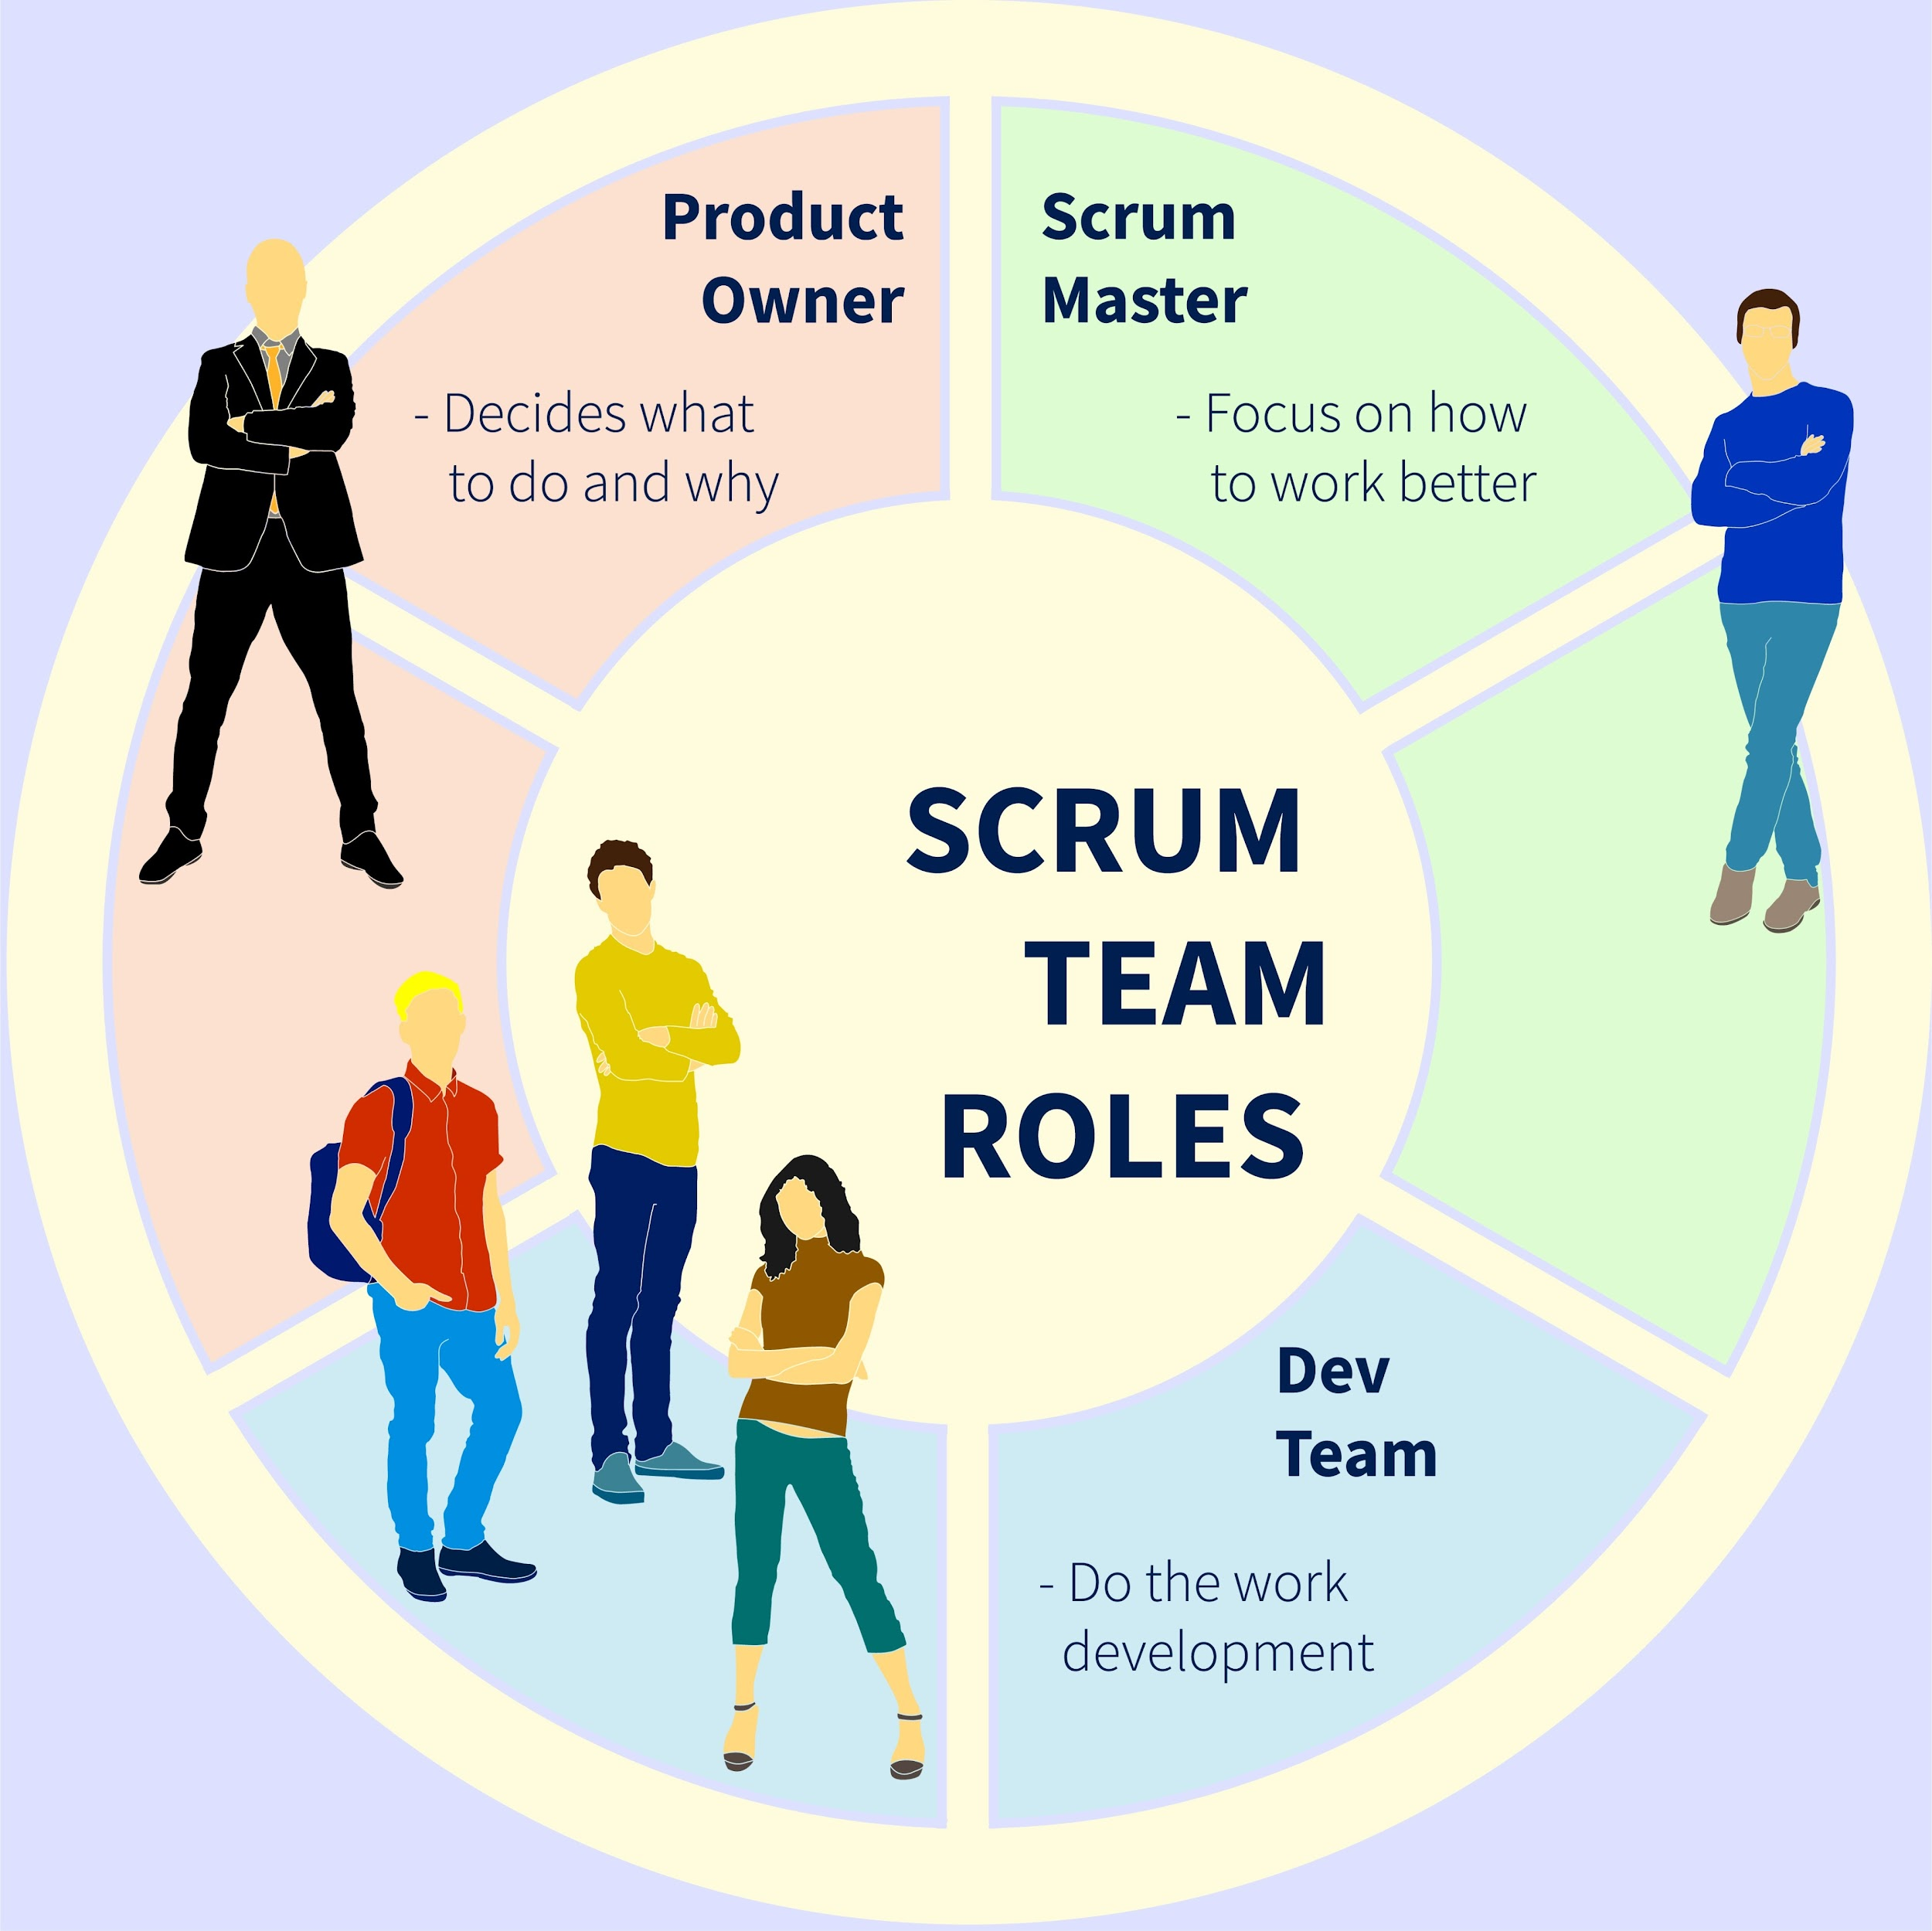 Product
Owner
- Decides what
to do and why
Scrum
Master
- Focus on how
to work better
SCRUM
TEAM
ROLES
Dev
Team
- Do the work
development